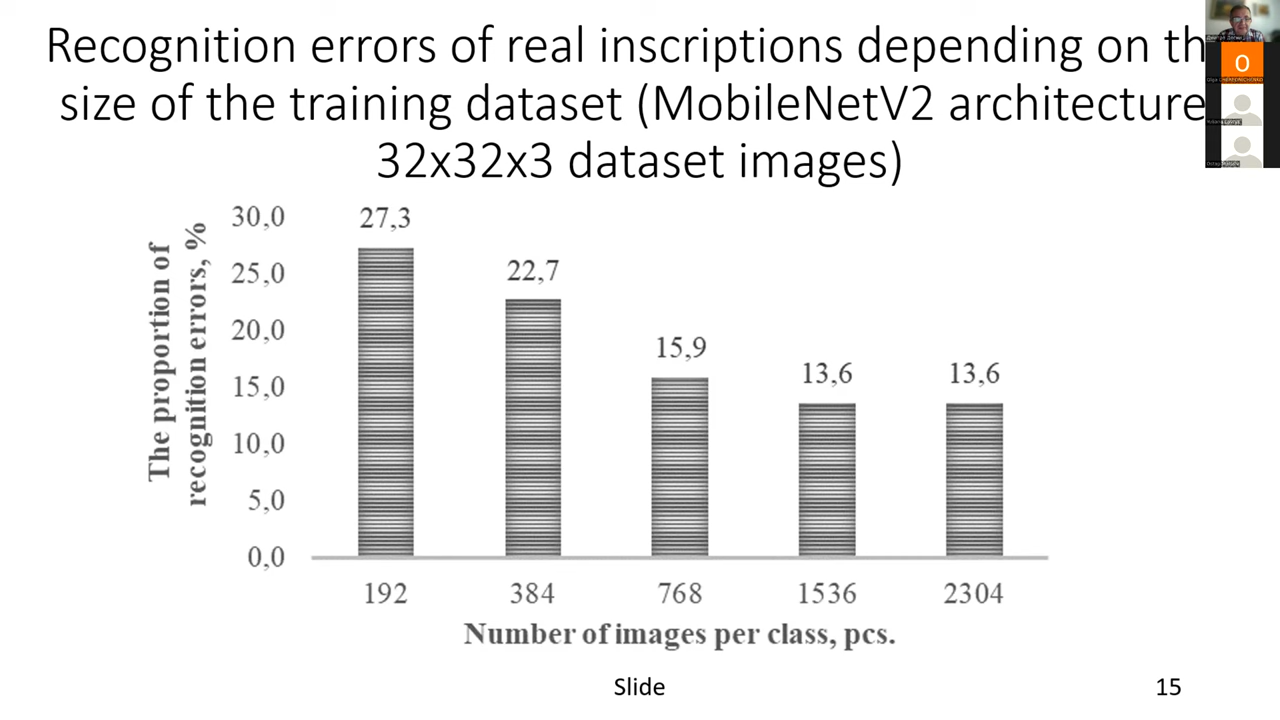 Recognition errors of real inscriptions depending on th
size of the training dataset (MobileNetV2 architecture
32x32x3 dataset images)
The proportion of
recognition errors, %
30,0
25,0
20,0
15,0
10,0
5,0
0,0
27,3
22,7
15,9
13,6
13,6
192
384
768
1536
2304
Number of images per class, pcs.
Slide
15
O